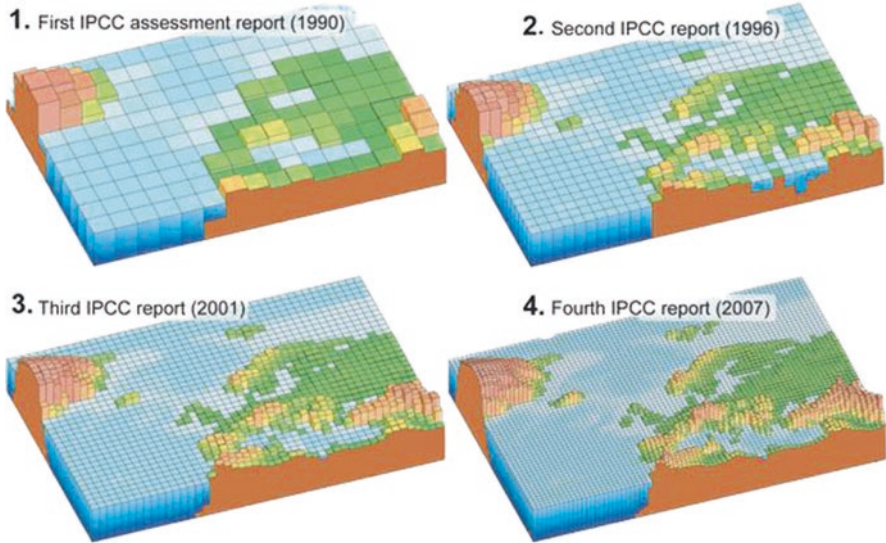 1. First IPCC assessment report (1990)
2. Second IPCC report (1996)
3. Third IPCC report (2001)
4. Fourth IPCC report (2007)